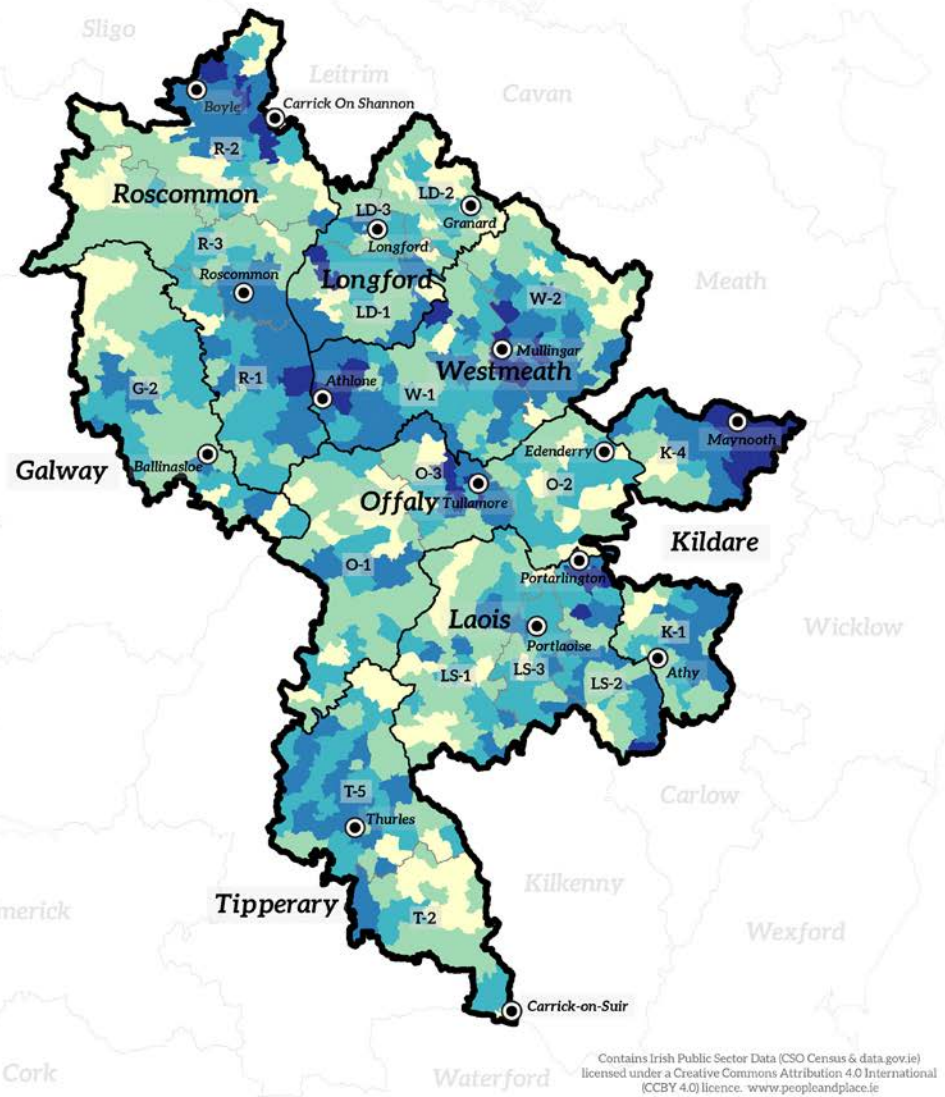 Sligo
Leitrim
Cavan
Boyle
Carrick On Shannon
R-2
Roscommon
LD-2
LD-3
Granard
Longford
R-3
Roscommon
Longford
LD-1
Meath
W-2
Mullingar
Westmeath
G-2
R-1
Athlone
W-1
Maynooth
Galway
Ballinasloe
Edenderry
K-4
O-3
O-2
Offaly
Tullamore
Kildare
O-1
Portarlington
Laois
Portlaoise
K-1
Wicklow
LS-1
LS-3
LS-2
Athy
T-5
Carlow
Thurles
Kilkenny
Tipperary
merick
T-2
Wexford
Carrick-on-Suir
Contains Irish Public Sector Data (CSO Census & data.gov.ie)
licensed under a Creative Commons Attribution 4.0 International
(CCBY 4.0) licence. www.peopleandplace.ie
Cork
Waterford